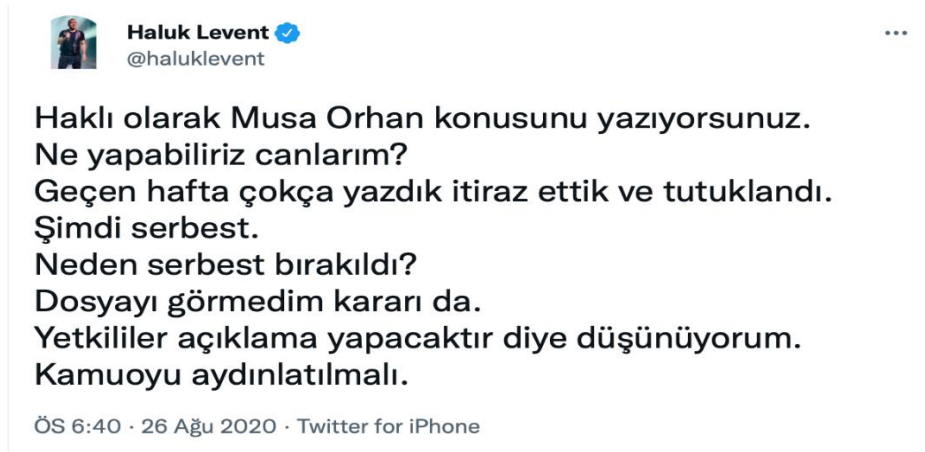 Haluk Levent
@haluklevent
Haklı olarak Musa Orhan konusunu yazıyorsunuz.
Ne yapabiliriz canlarım?
Geçen hafta çokça yazdık itiraz ettik ve tutuklandı.
Şimdi serbest.
Neden serbest bırakıldı?
Dosyayı görmedim kararı da.
Yetkililer açıklama yapacaktır diye düşünüyorum.
Kamuoyu aydınlatılmalı.
ÖS 6:40 · 26 Ağu 2020 · Twitter for iPhone